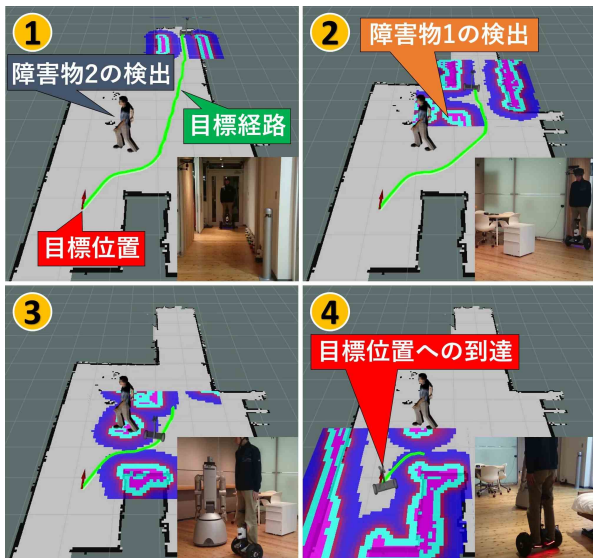 ①
障害物2の検出
目標経路
目標位置
②
障害物1の検出
③
④
目標位置への到達